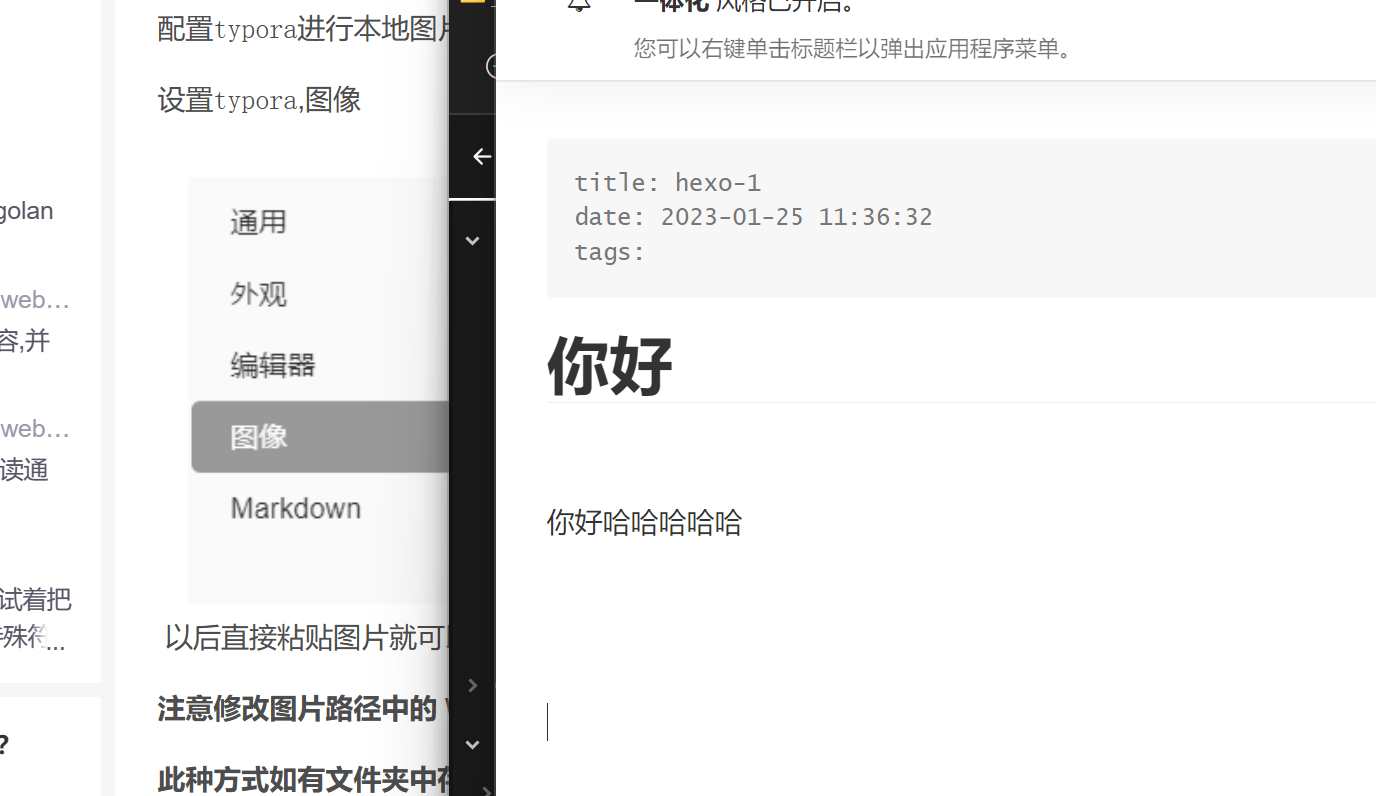 golan
web…
容,并
web…
读通
试着把
殊符...
?
配置typora进行本地图片
设置typora,图像
通用
外观
编辑器
图像
Markdown
以后直接粘贴图片就可
注意修改图片路径中的
此种方式如有文件夹中存
一体化 风格已开启。
您可以右键单击标题栏以弹出应用程序菜单。
title: hexo-1
date: 2023-01-25 11:36:32
tags:
你好
你好哈哈哈哈哈